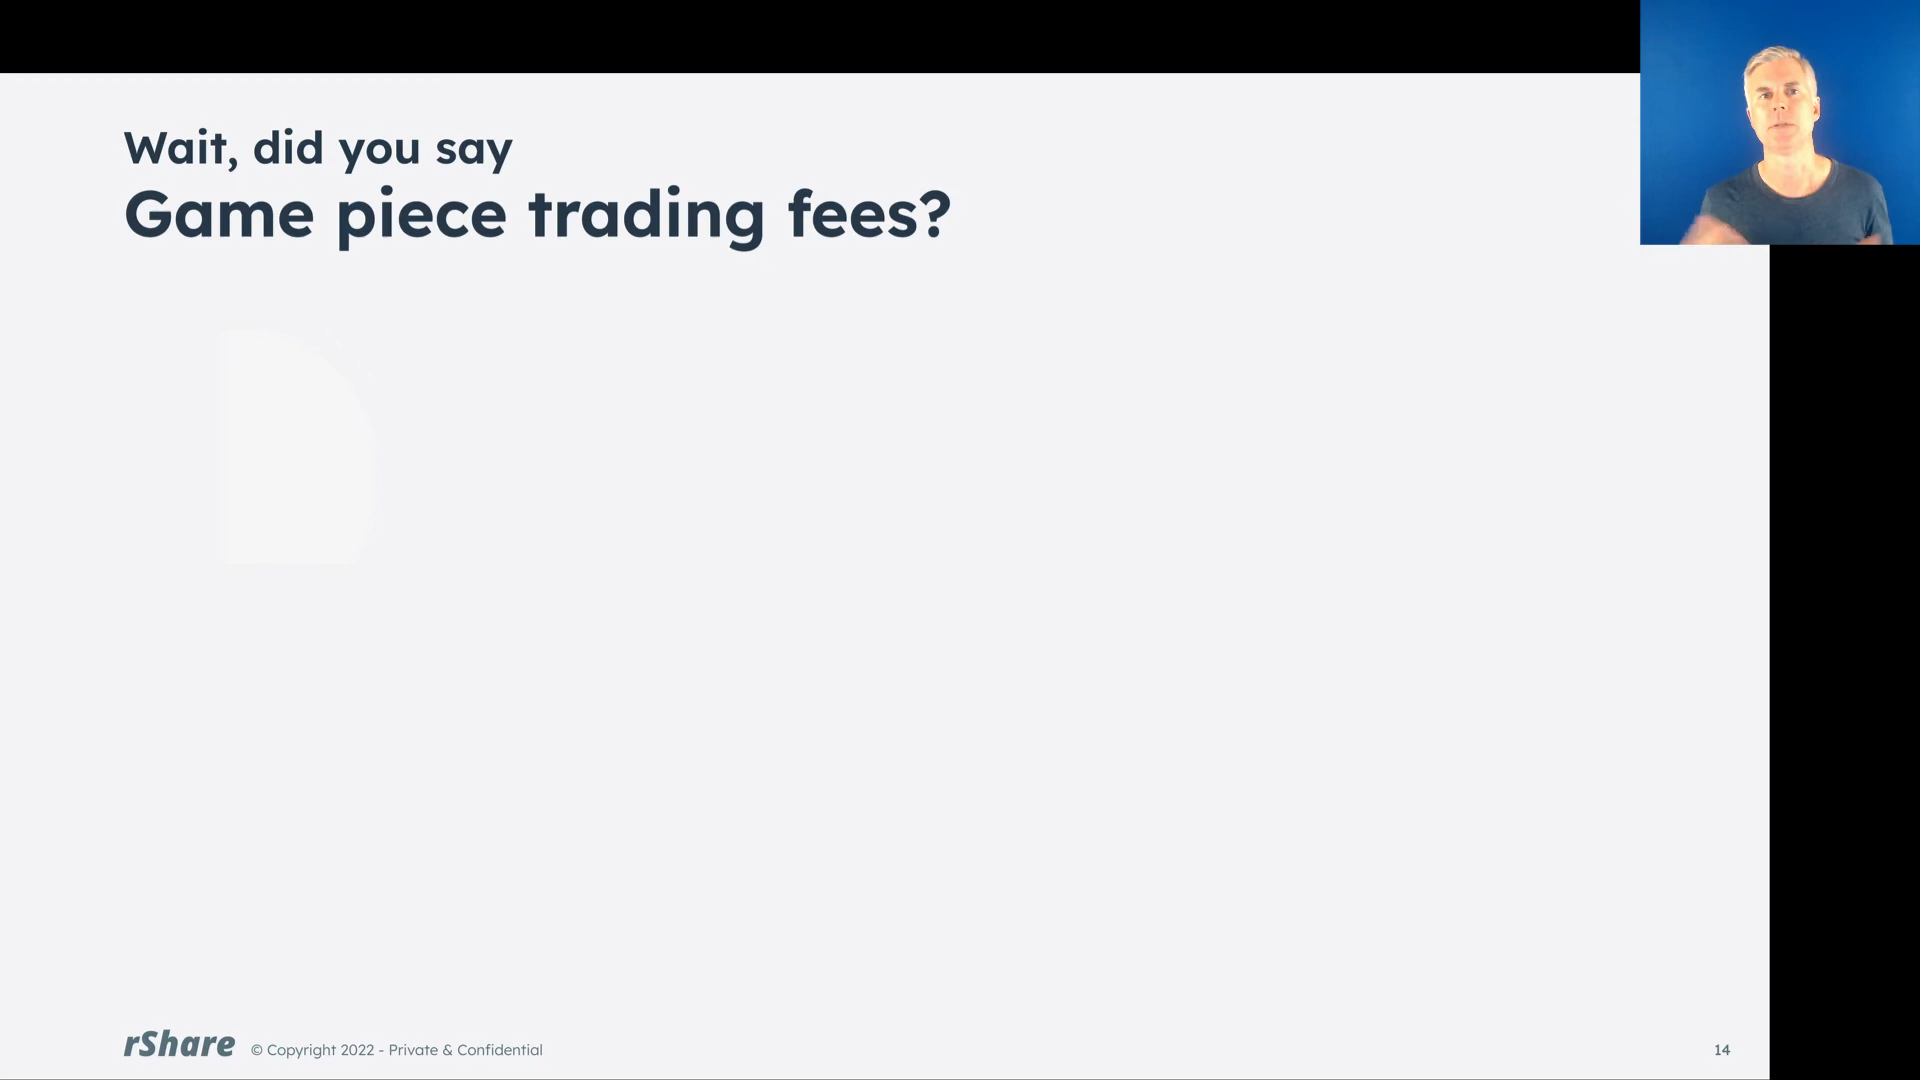 Wait, did you say
Game piece trading fees?
rShare © Copyright 2022 - Private & Confidential
14